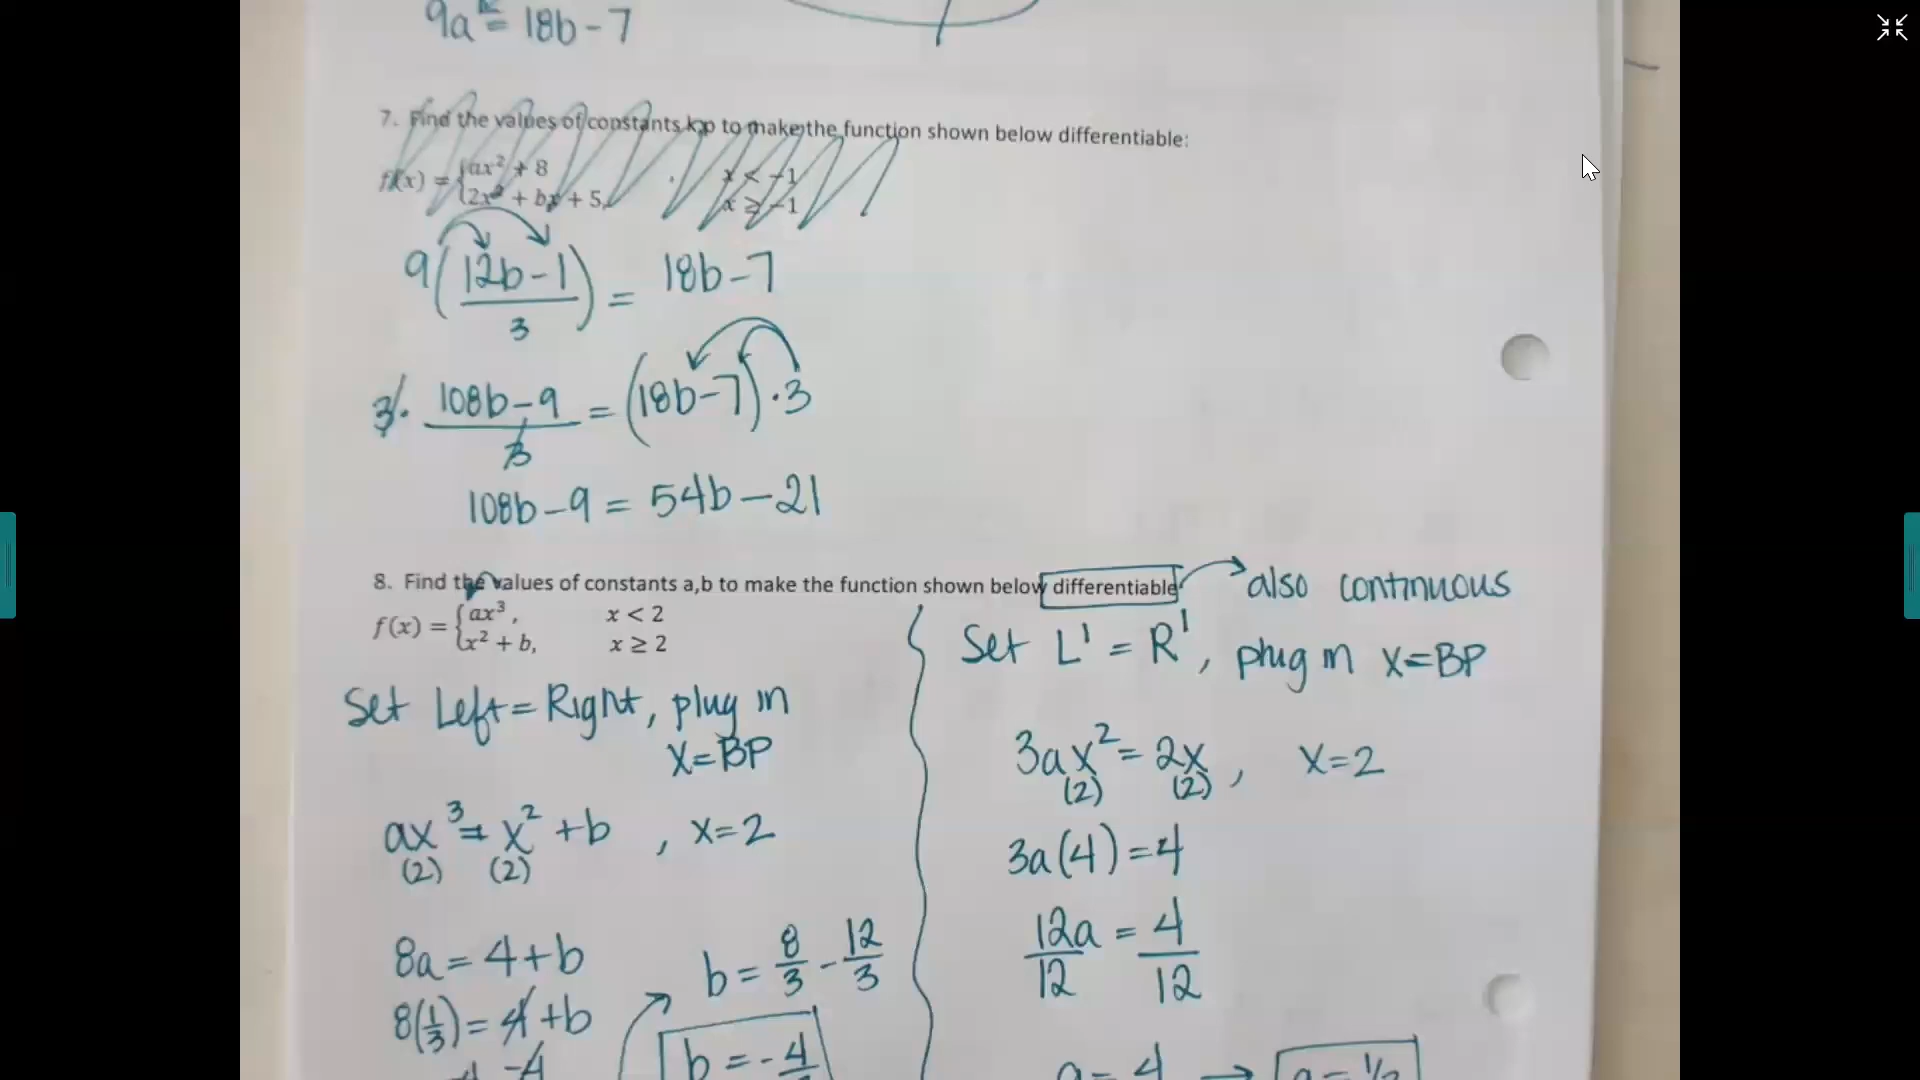 9a = 18b - 7
7. Find the values of constants k,p to make the function shown below differentiable:
f(x) = { ax² + 8 x < -1
2x² + bx + 5, x ≥ -1
9(12b - 1 / 3) = 18b - 7
3 · 108b - 9 / 3 = (18b - 7) · 3
108b - 9 = 54b - 21
8. Find the values of constants a,b to make the function shown below differentiable
also continuous
f(x) = { ax³, x < 2
x² + b, x ≥ 2
Set Left = Right, plug in
x = BP
ax³ = x² + b , x = 2
(2) (2)
8a = 4 + b
8(1/3) = 4 + b
-4 -4
b = 8/3 - 12/3
b = - 4
Set L' = R', plug in x = BP
3ax² = 2x , x = 2
(2) (2)
3a(4) = 4
12a / 12 = 4 / 12
a = 4 → a = 1/3